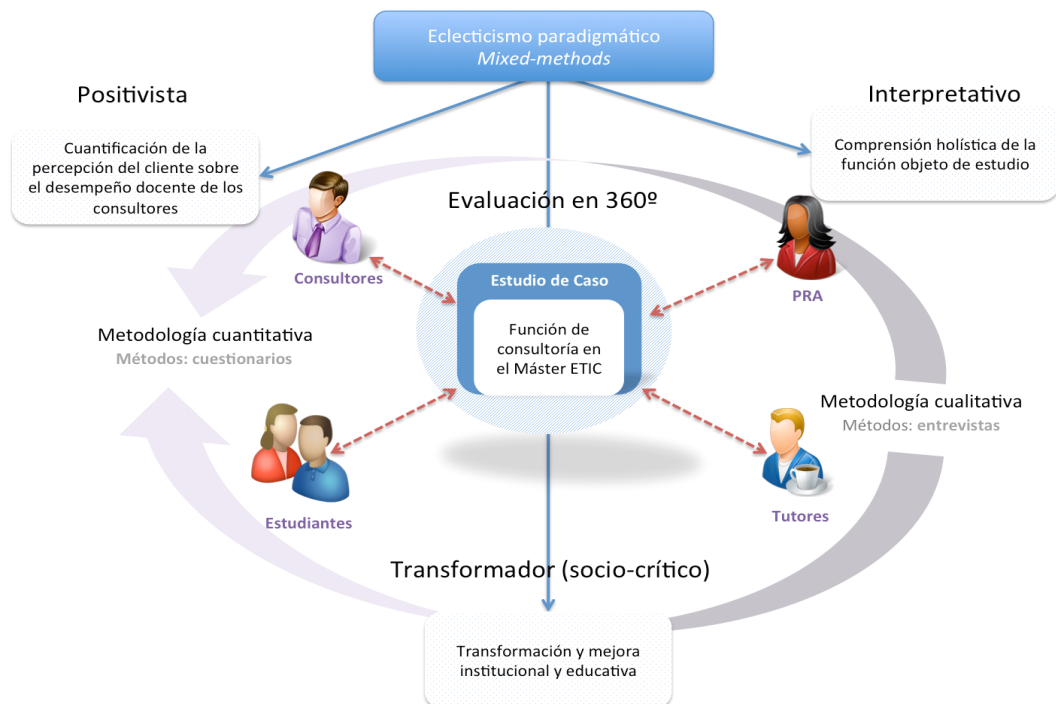 Eclecticismo paradigmático
Mixed-methods
Positivista
Interpretativo
Cuantificación de la
percepción del cliente sobre
el desempeño docente de los
consultores
Comprensión holística de la
función objeto de estudio
Evaluación en 360º
Consultores
PRA
Estudio de Caso
Función de
consultoría en
el Máster ETIC
Metodología cuantitativa
Métodos: cuestionarios
Metodología cualitativa
Métodos: entrevistas
Estudiantes
Tutores
Transformador (socio-crítico)
Transformación y mejora
institucional y educativa